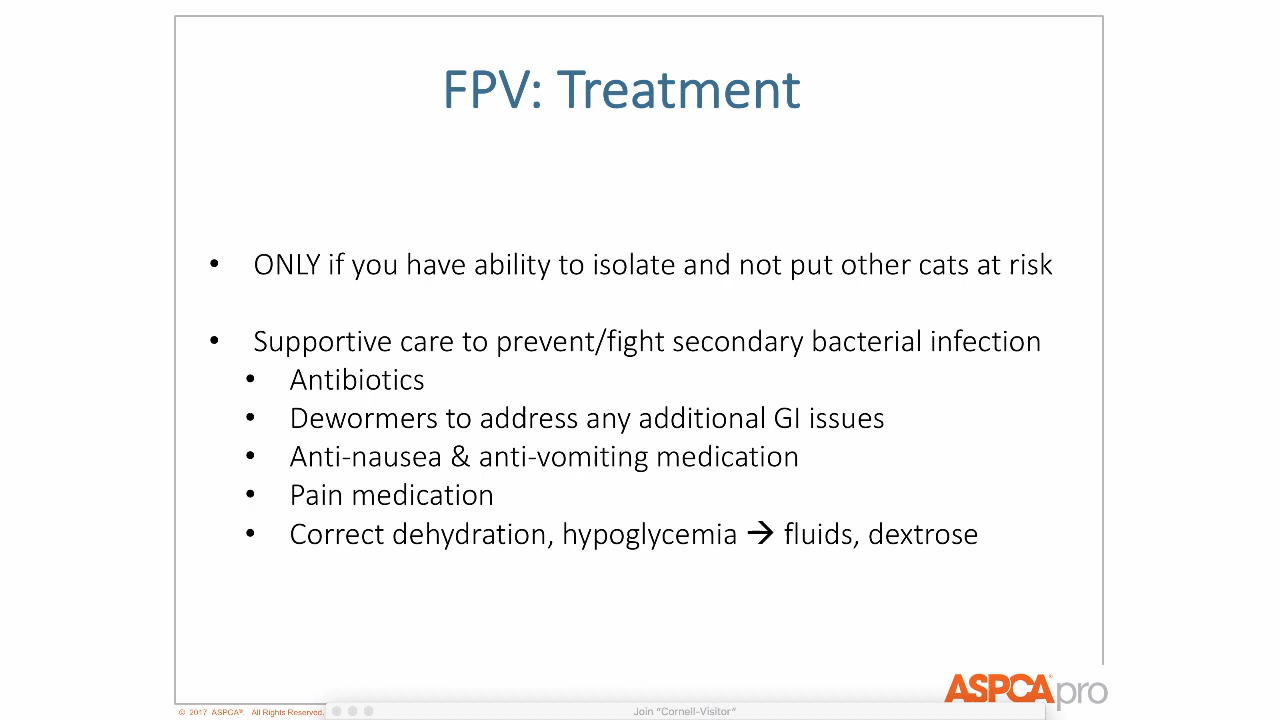 FPV: Treatment
• ONLY if you have ability to isolate and not put other cats at risk
• Supportive care to prevent/fight secondary bacterial infection
• Antibiotics
• Dewormers to address any additional GI issues
• Anti-nausea & anti-vomiting medication
• Pain medication
• Correct dehydration, hypoglycemia → fluids, dextrose
ASPCA® pro
© 2017 ASPCA®. All Rights Reserved.
Join “Cornell-Visitor”